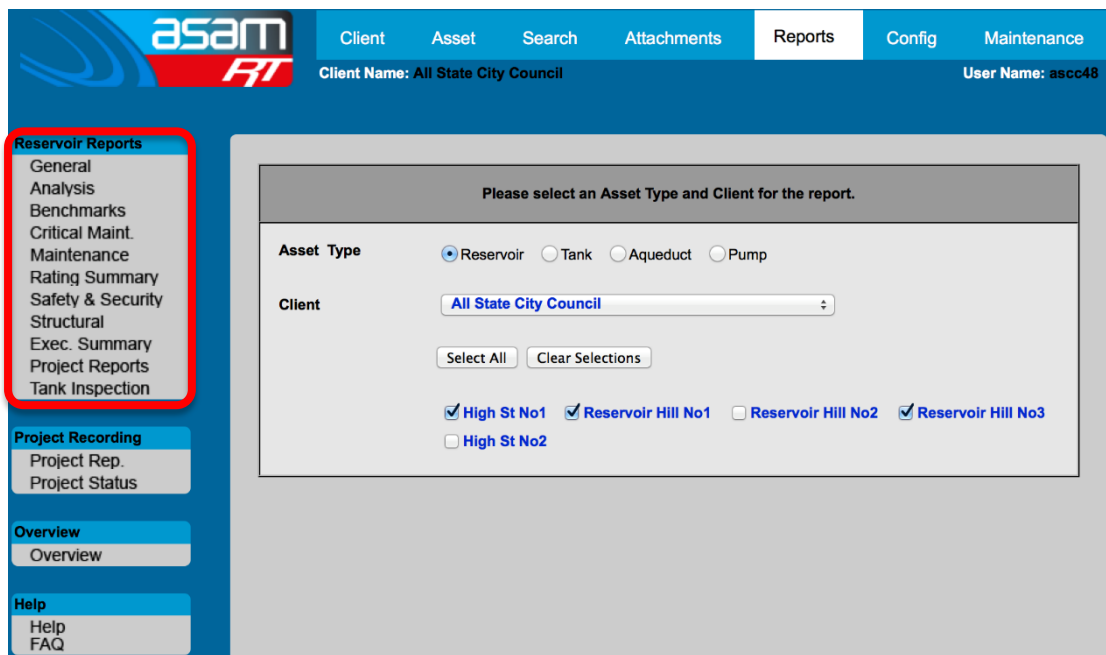 asam
RT
Client Asset Search Attachments Reports Config Maintenance
Client Name: All State City Council User Name: ascc48
Reservoir Reports
General
Analysis
Benchmarks
Critical Maint.
Maintenance
Rating Summary
Safety & Security
Structural
Exec. Summary
Project Reports
Tank Inspection
Project Recording
Project Rep.
Project Status
Overview
Overview
Help
Help
FAQ
Please select an Asset Type and Client for the report.
Asset Type Reservoir Tank Aqueduct Pump
Client All State City Council
Select All Clear Selections
High St No1 Reservoir Hill No1 Reservoir Hill No2 Reservoir Hill No3
High St No2